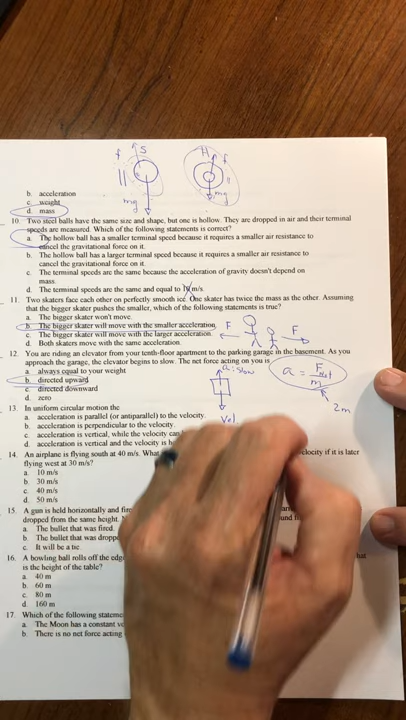 S
f
||
mg
H
f
||
mg
b. acceleration
c. weight
d. mass
10. Two steel balls have the same size and shape, but one is hollow. They are dropped in air and their terminal
speeds are measured. Which of the following statements is correct?
a. The hollow ball has a smaller terminal speed because it requires a smaller air resistance to
cancel the gravitational force on it.
b. The hollow ball has a larger terminal speed because it requires a smaller air resistance to
cancel the gravitational force on it.
c. The terminal speeds are the same because the acceleration of gravity doesn't depend on
mass.
d. The terminal speeds are the same and equal to 10 m/s.
11. Two skaters face each other on perfectly smooth ice. One skater has twice the mass as the other. Assuming
that the bigger skater pushes the smaller, which of the following statements is true?
a. The bigger skater won't move.
b. The bigger skater will move with the smaller acceleration.
c. The bigger skater will move with the larger acceleration.
d. Both skaters move with the same acceleration.
F
F
12. You are riding an elevator from your tenth-floor apartment to the parking garage in the basement. As you
approach the garage, the elevator begins to slow. The net force acting on you is
a. always equal to your weight
b. directed upward
c. directed downward
d. zero
a: slow
Vel
a = Fnet
m
2m
13. In uniform circular motion the
a. acceleration is parallel (or antiparallel) to the velocity.
b. acceleration is perpendicular to the velocity.
c. acceleration is vertical, while the velocity can
d. acceleration is vertical and the velocity is
14. An airplane is flying south at 40 m/s. What
velocity if it is later
flying west at 30 m/s?
a. 10 m/s
b. 30 m/s
c. 40 m/s
d. 50 m/s
15. A gun is held horizontally and
dropped from the same height.
a. The bullet that was fired.
b. The bullet that was
c. It will be a tie.
16. A bowling ball rolls off the
is the height of the table?
a. 40 m
b. 60 m
c. 80 m
d. 160 m
17. Which of the following
a. The Moon has a constant
b. There is no net force acting